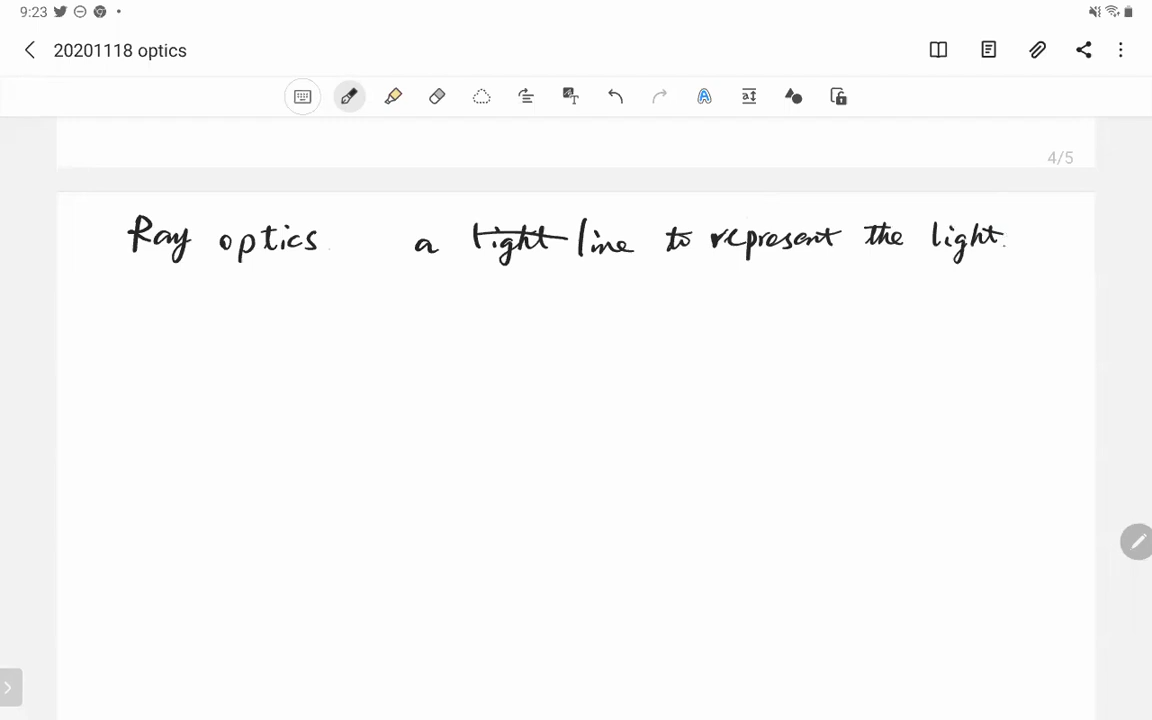 9:23
20201118 optics
4/5
Ray optics. a light line to represent the light.